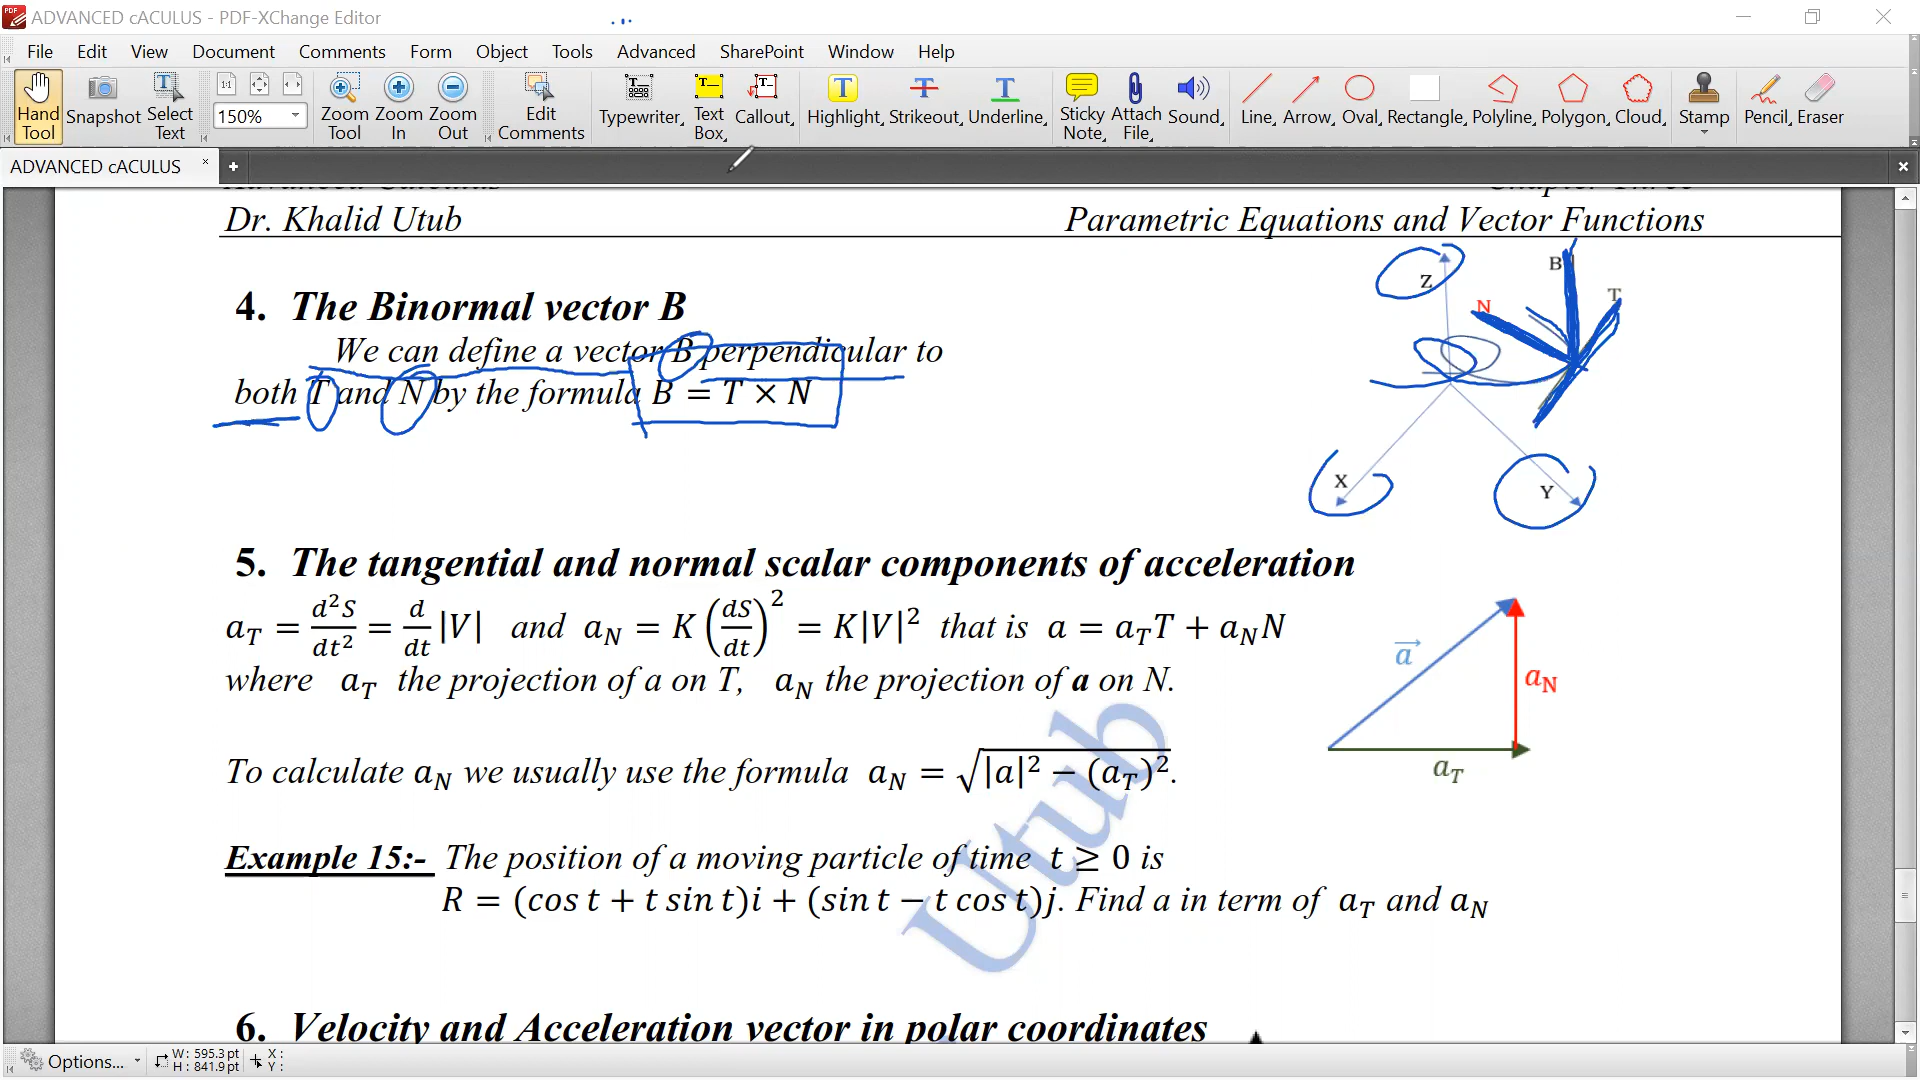 ADVANCED cACULUS - PDF-XChange Editor
File Edit View Document Comments Form Object Tools Advanced SharePoint Window Help
Hand Tool Snapshot Select Text 1:1 150% Zoom Tool Zoom In Zoom Out Edit Comments Typewriter Text Box Callout Highlight Strikeout Underline Sticky Note Attach File Sound Line Arrow Oval Rectangle Polyline Polygon Cloud Stamp Pencil Eraser
ADVANCED cACULUS
Dr. Khalid Utub Parametric Equations and Vector Functions
4. The Binormal vector B
We can define a vector B perpendicular to
both T and N by the formula B = T × N
Z
B
N
T
X
Y
5. The tangential and normal scalar components of acceleration
a_T = d²S/dt² = d/dt |V| and a_N = K (dS/dt)² = K|V|² that is a = a_T T + a_N N
where a_T the projection of a on T, a_N the projection of a on N.
To calculate a_N we usually use the formula a_N = √(|a|² − (a_T)²).
a
a_N
a_T
Example 15:- The position of a moving particle of time t ≥ 0 is
R = (cos t + t sin t)i + (sin t − t cos t)j. Find a in term of a_T and a_N
Utub
6. Velocity and Acceleration vector in polar coordinates
Options... W: 595.3 pt X:
H: 841.9 pt Y: